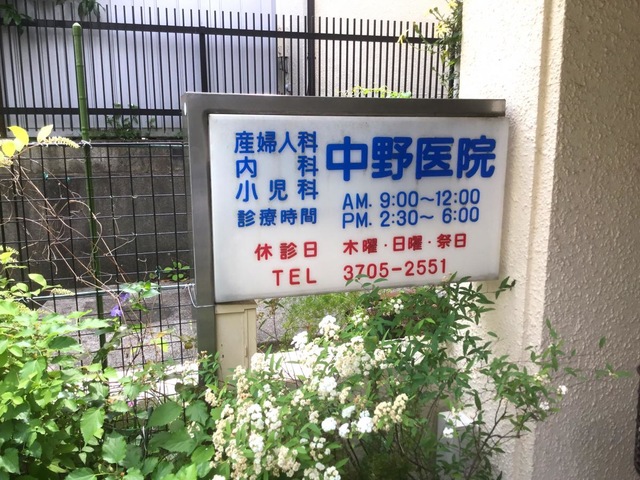 産婦人科
内科
小児科
中野医院
診療時間
AM. 9:00～12:00
PM. 2:30～ 6:00
休診日 木曜・日曜・祭日
TEL 3705-2551